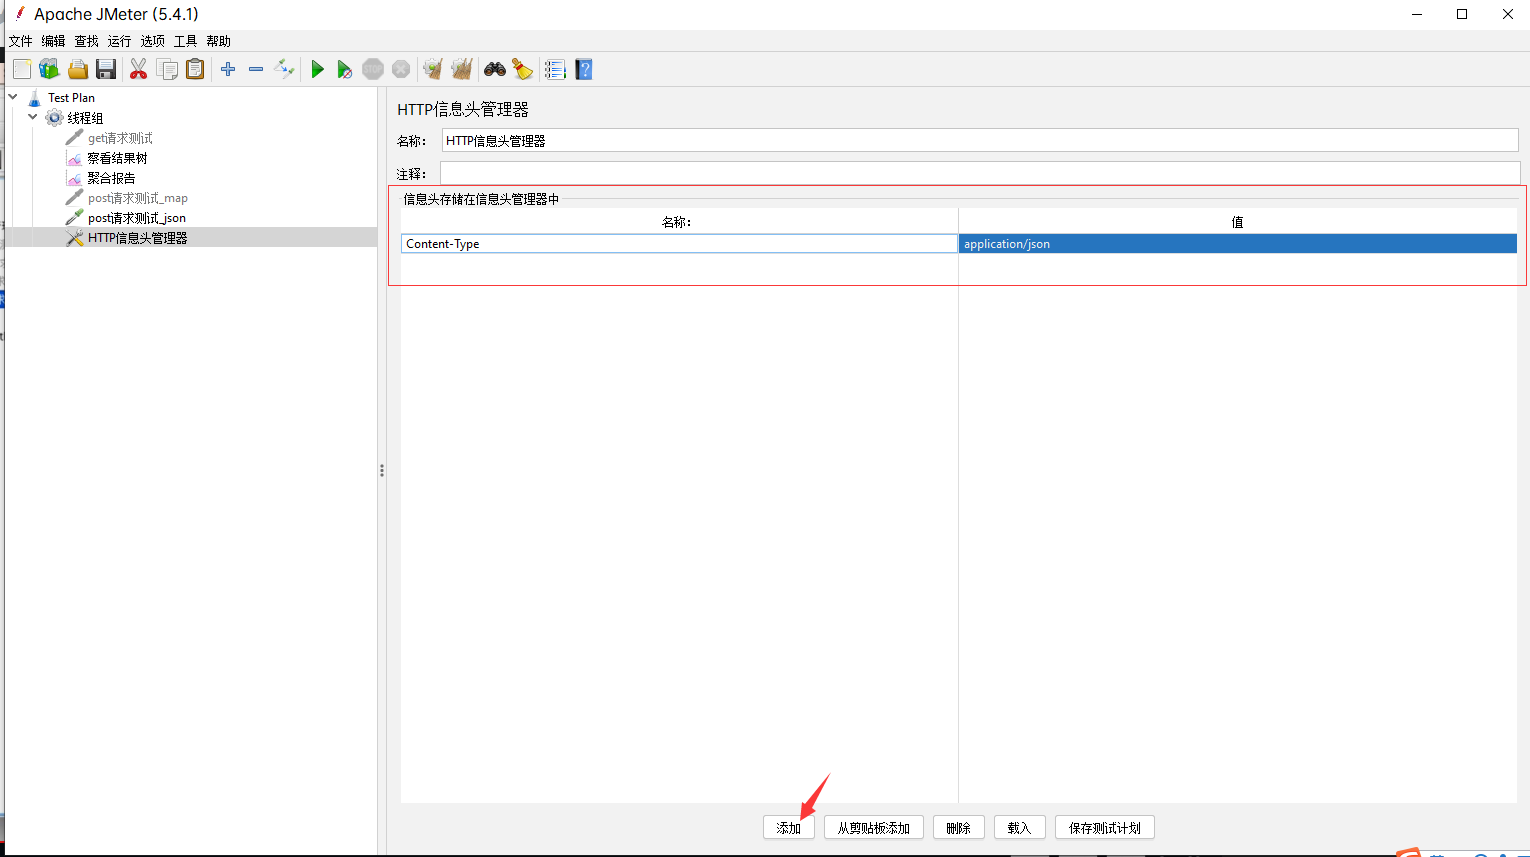 Apache JMeter (5.4.1)
文件 编辑 查找 运行 选项 工具 帮助
STOP
Test Plan
线程组
get请求测试
察看结果树
聚合报告
post请求测试_map
post请求测试_json
HTTP信息头管理器
HTTP信息头管理器
名称： HTTP信息头管理器
注释：
信息头存储在信息头管理器中
名称： 值
Content-Type application/json
添加 从剪贴板添加 删除 载入 保存测试计划